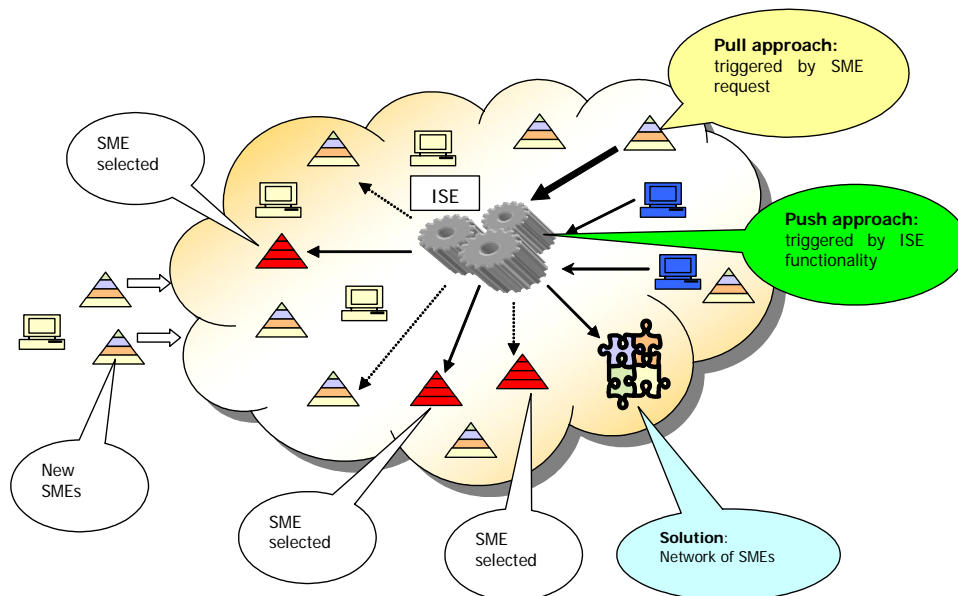 Pull approach:
triggered by SME
request
SME
selected
ISE
Push approach:
triggered by ISE
functionality
New
SMEs
SME
selected
SME
selected
Solution:
Network of SMEs